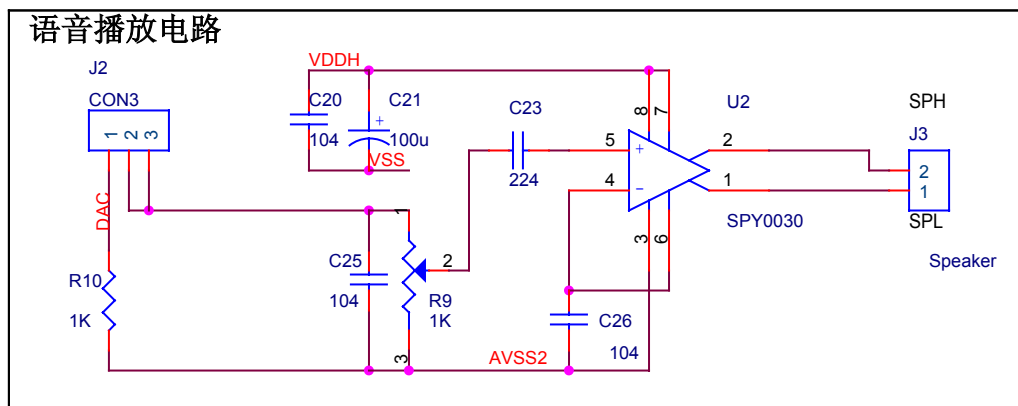 语音播放电路
J2
CON3
1
2
3
DAC
R10
1K
VDDH
C20
104
C21
+
100u
VSS
C25
104
1
2
R9
1K
3
C23
224
AVSS2
C26
104
5
+
4
−
8
7
3
6
U2
2
1
SPY0030
SPH
J3
2
1
SPL
Speaker